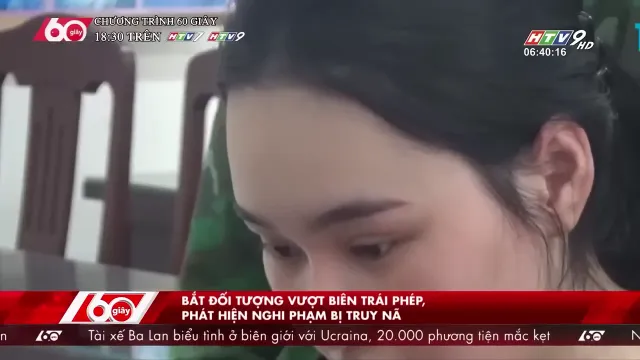 60 giây
CHƯƠNG TRÌNH 60 GIÂY
18:30 TRÊN HTV7 HTV9
HTV9 HD
06:40:16
60 giây
BẮT ĐỐI TƯỢNG VƯỢT BIÊN TRÁI PHÉP,
PHÁT HIỆN NGHI PHẠM BỊ TRUY NÃ
60 Tài xế Ba Lan biểu tình ở biên giới với Ucraina, 20.000 phương tiện mắc kẹt 60